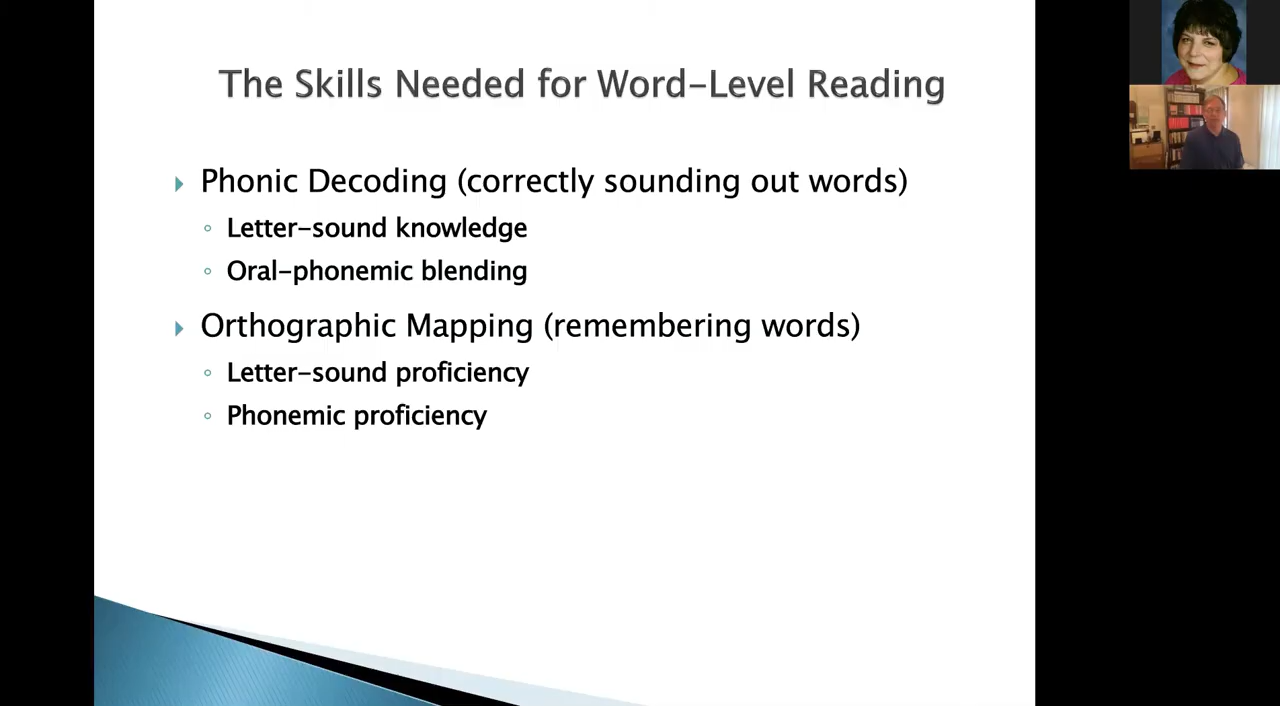 The Skills Needed for Word-Level Reading
Phonic Decoding (correctly sounding out words)
Letter-sound knowledge
Oral-phonemic blending
Orthographic Mapping (remembering words)
Letter-sound proficiency
Phonemic proficiency